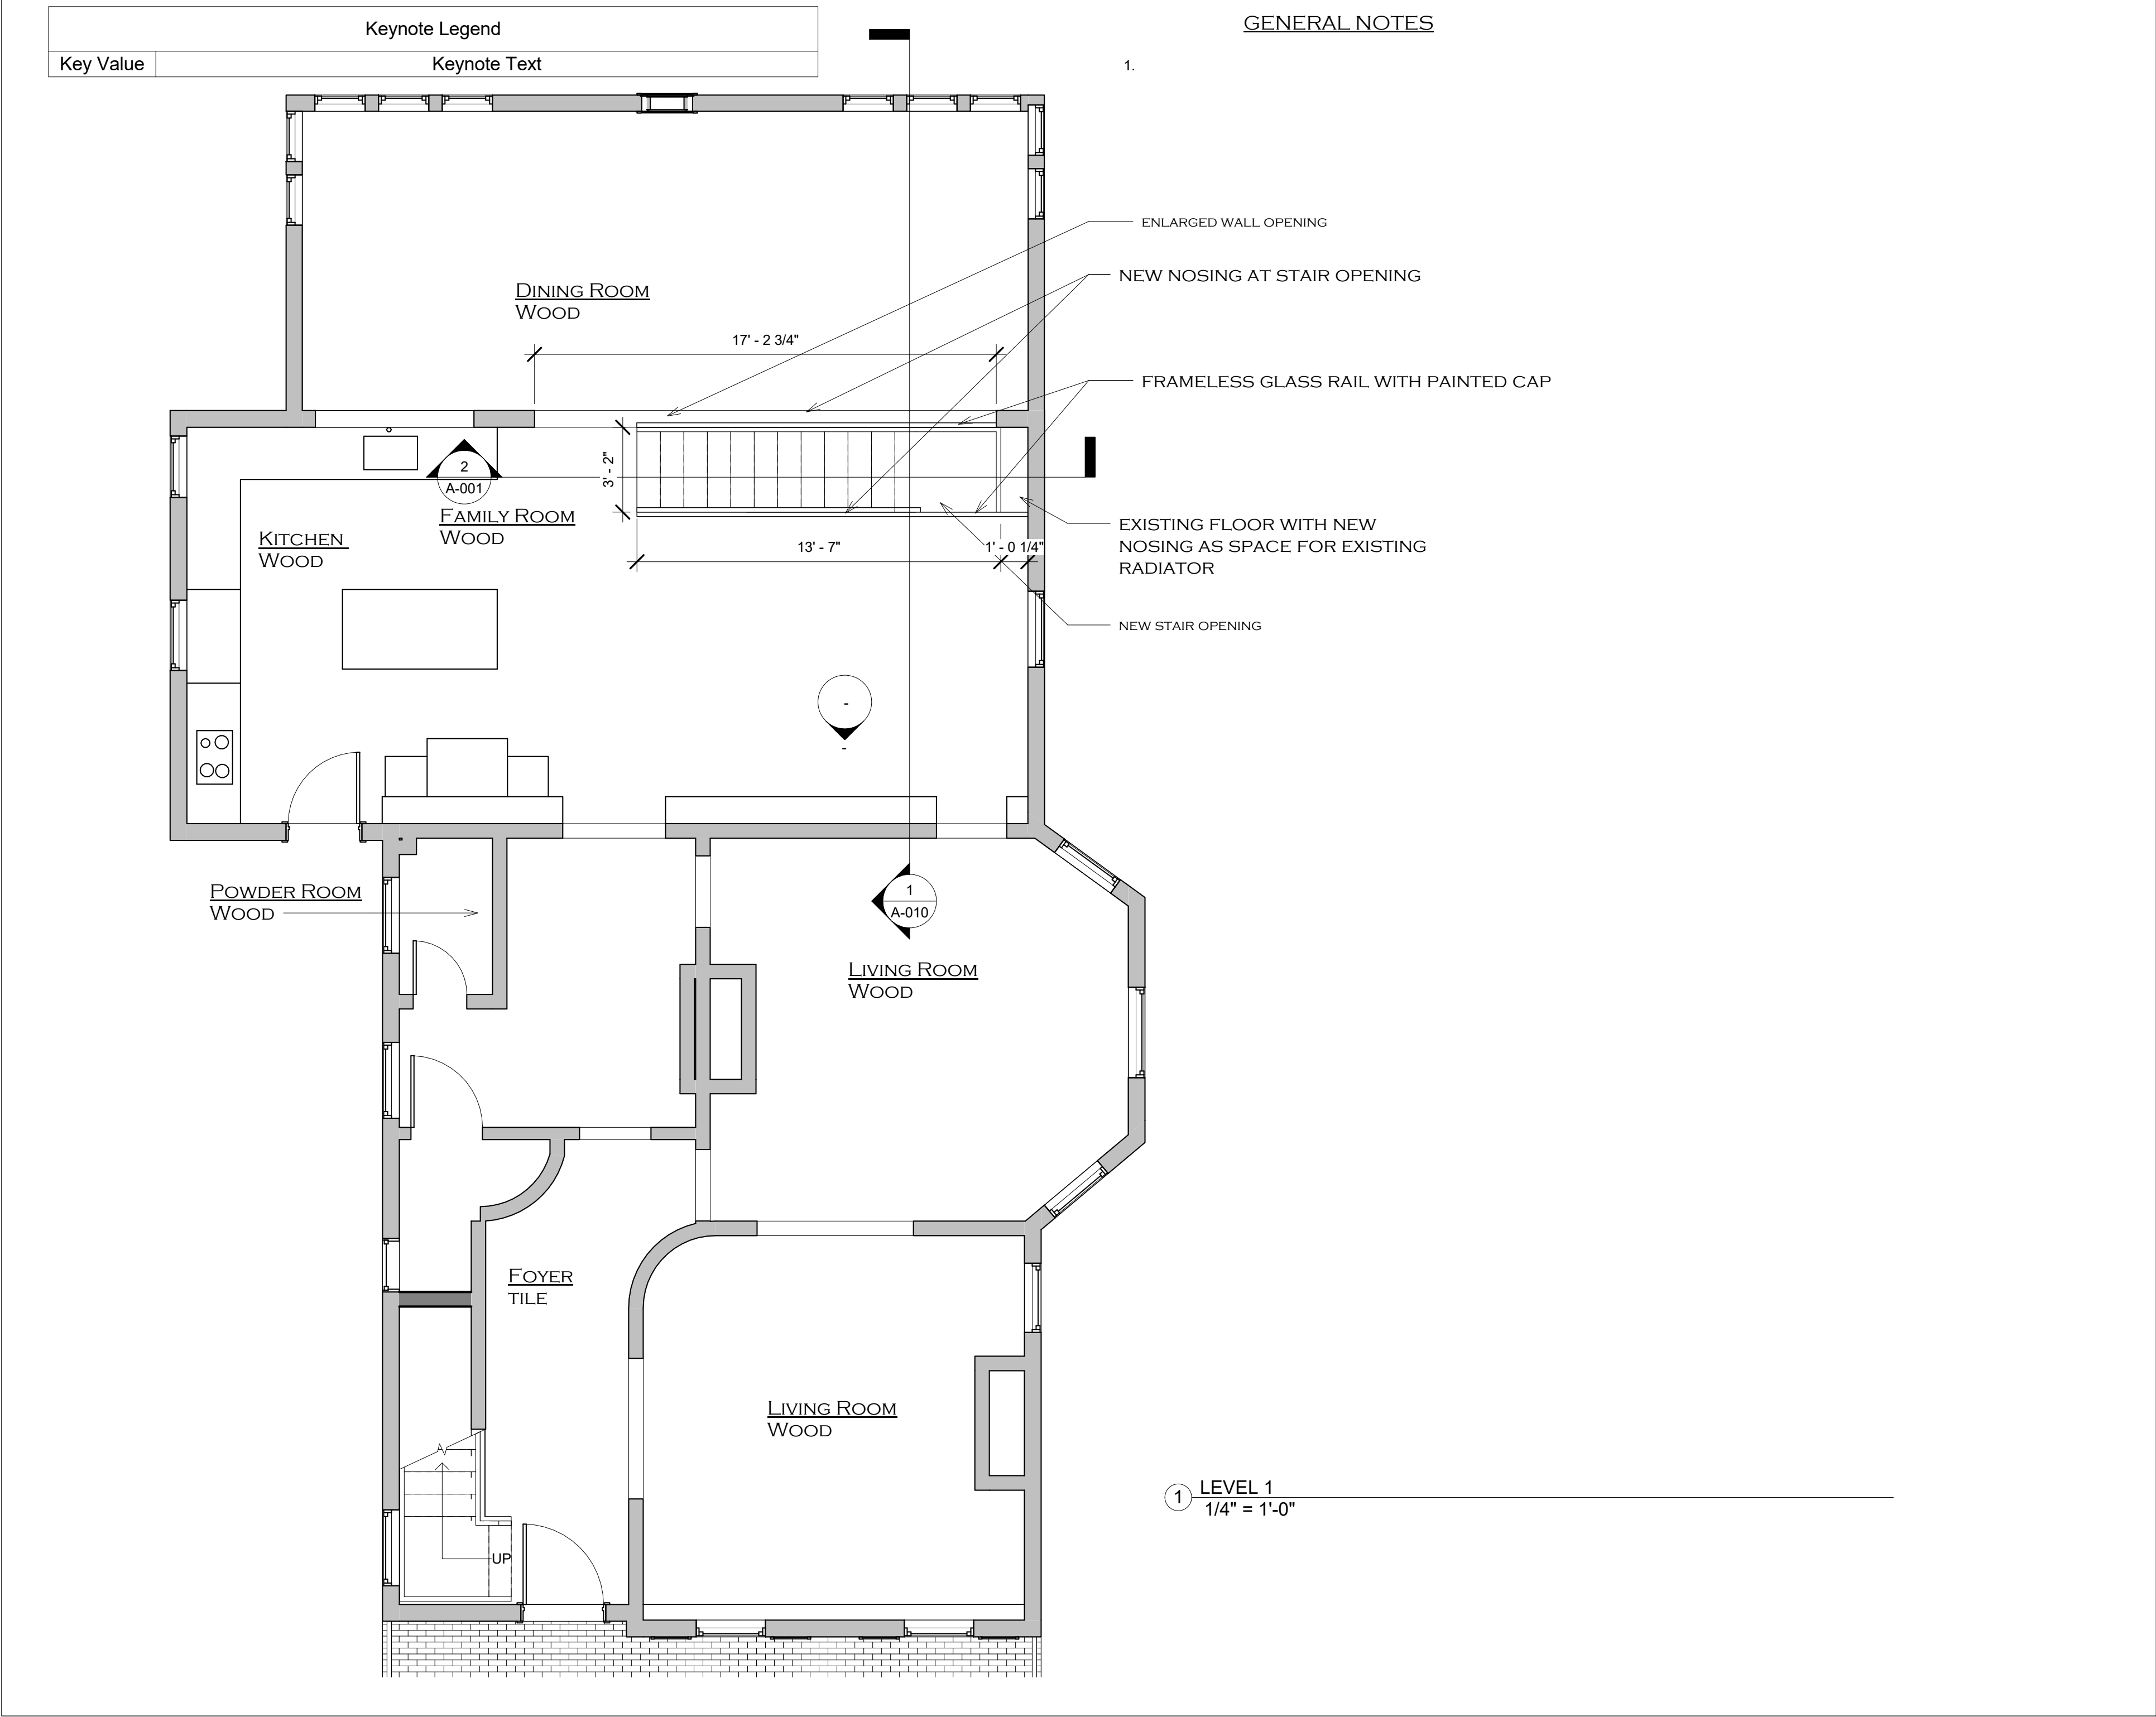 Keynote Legend
Key Value Keynote Text
GENERAL NOTES
1.
ENLARGED WALL OPENING
NEW NOSING AT STAIR OPENING
DINING ROOM
WOOD
17' - 2 3/4"
FRAMELESS GLASS RAIL WITH PAINTED CAP
3' - 2"
2
A-001
FAMILY ROOM
WOOD
KITCHEN
WOOD
13' - 7"
1' - 0 1/4"
EXISTING FLOOR WITH NEW
NOSING AS SPACE FOR EXISTING
RADIATOR
NEW STAIR OPENING
-
-
POWDER ROOM
WOOD
1
A-010
LIVING ROOM
WOOD
FOYER
TILE
LIVING ROOM
WOOD
UP
1 LEVEL 1
1/4" = 1'-0"